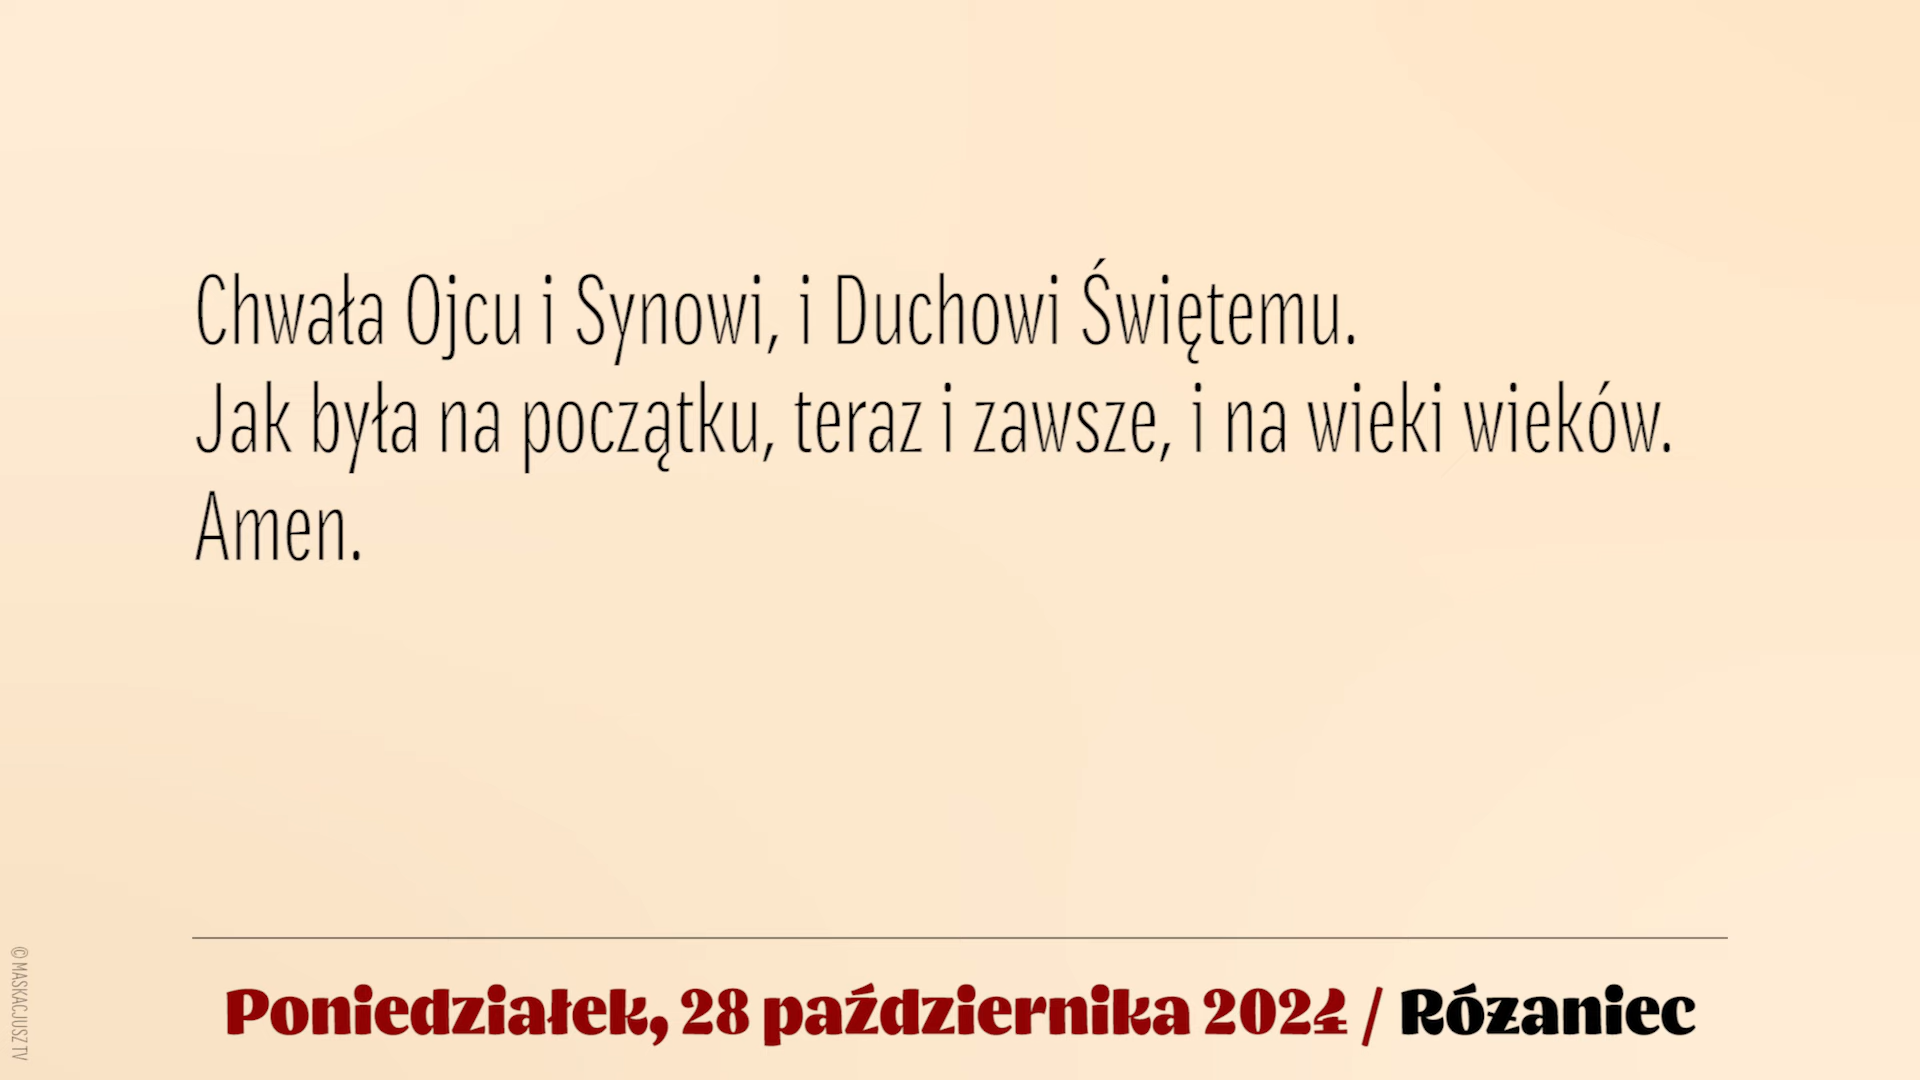 Chwała Ojcu i Synowi, i Duchowi Świętemu.
Jak była na początku, teraz i zawsze, i na wieki wieków.
Amen.
Poniedziałek, 28 października 2024 / Różaniec
© MASKACJUSZ TV